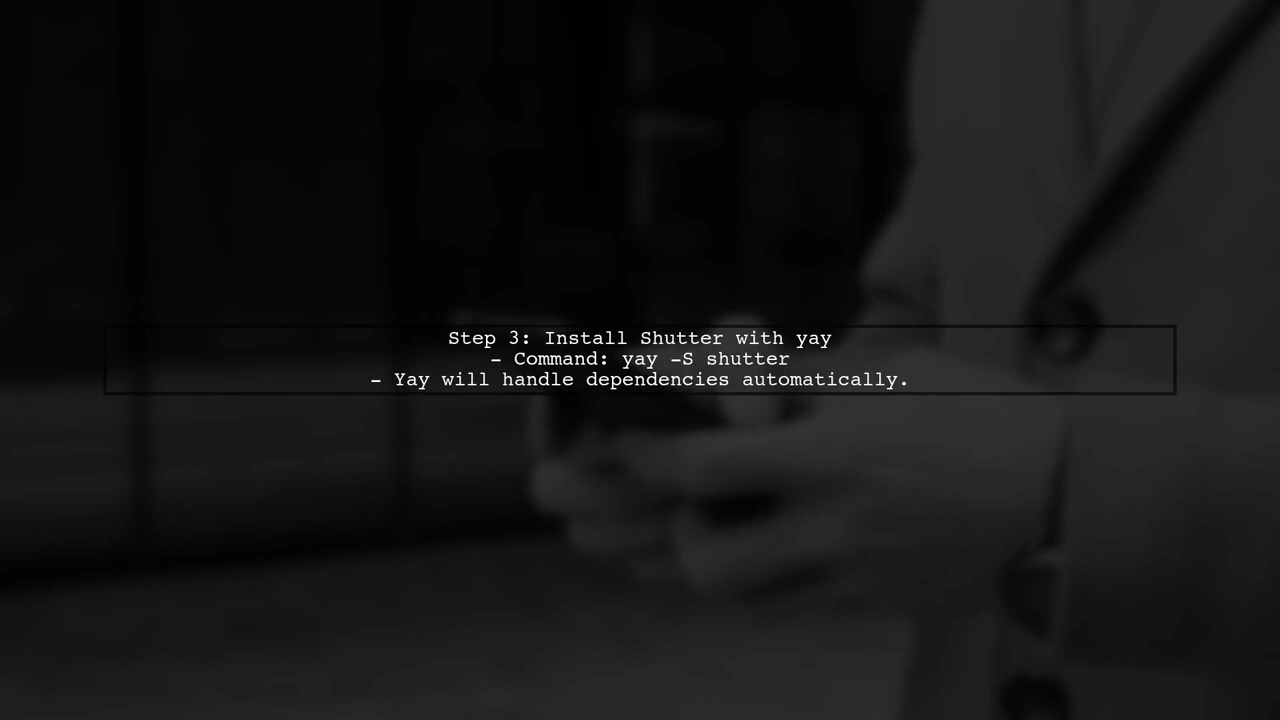 Step 3: Install Shutter with yay
- Command: yay -S shutter
- Yay will handle dependencies automatically.